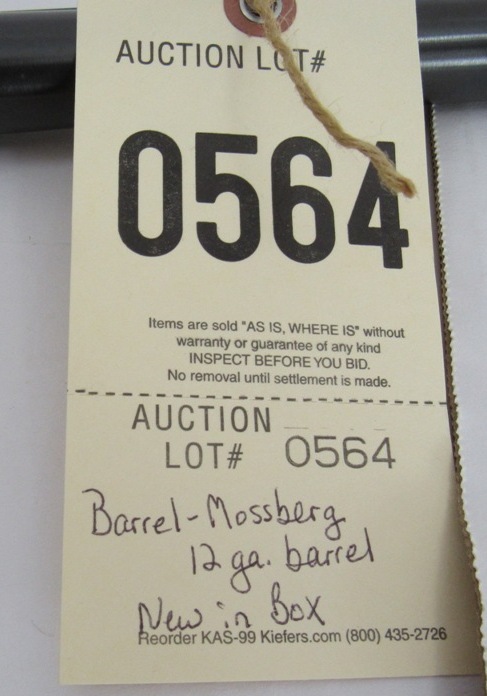 AUCTION LOT#
0564
Items are sold "AS IS, WHERE IS" without
warranty or guarantee of any kind
INSPECT BEFORE YOU BID.
No removal until settlement is made.
AUCTION
LOT# 0564
Barrel-Mossberg
12 ga. barrel
New in Box
Reorder KAS-99 Kiefers.com (800) 435-2726